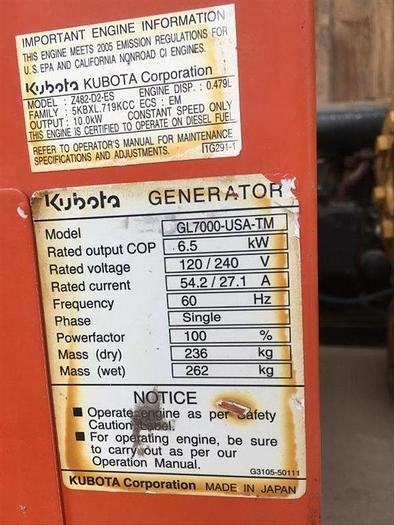 IMPORTANT ENGINE INFORMATION
THIS ENGINE MEETS 2005 EMISSION REGULATIONS FOR
U.S. EPA AND CALIFORNIA NONROAD CI ENGINES.
Kubota KUBOTA Corporation
MODEL : Z482-D2-ES ENGINE DISP. : 0.479L
FAMILY : 5KBXL.719KCC ECS : EM
OUTPUT : 10.0kW CONSTANT SPEED ONLY
THIS ENGINE IS CERTIFIED TO OPERATE ON DIESEL FUEL
REFER TO OPERATOR'S MANUAL FOR MAINTENANCE
SPECIFICATIONS AND ADJUSTMENTS. 1G291-1
Kubota GENERATOR
Model GL7000-USA-TM
Rated output COP 6.5 kW
Rated voltage 120 / 240 V
Rated current 54.2 / 27.1 A
Frequency 60 Hz
Phase Single
Powerfactor 100 %
Mass (dry) 236 kg
Mass (wet) 262 kg
NOTICE
■ Operate engine as per Safety
Caution Label.
■ For operating engine, be sure
to carry out as per our
Operation Manual.
G3105-50111
KUBOTA Corporation MADE IN JAPAN